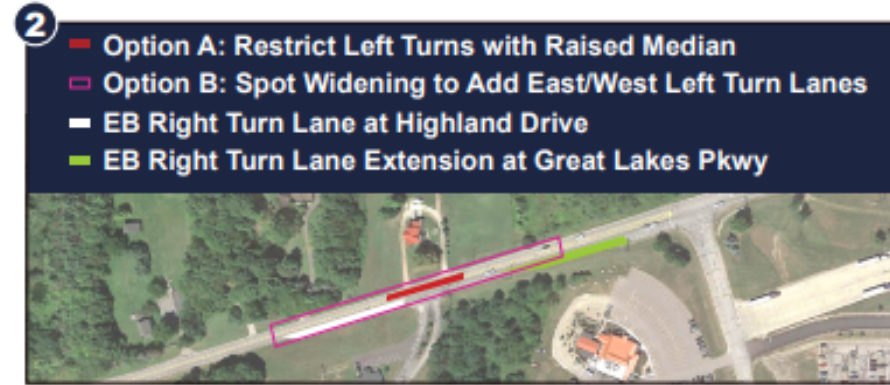 2
Option A: Restrict Left Turns with Raised Median
Option B: Spot Widening to Add East/West Left Turn Lanes
EB Right Turn Lane at Highland Drive
EB Right Turn Lane Extension at Great Lakes Pkwy